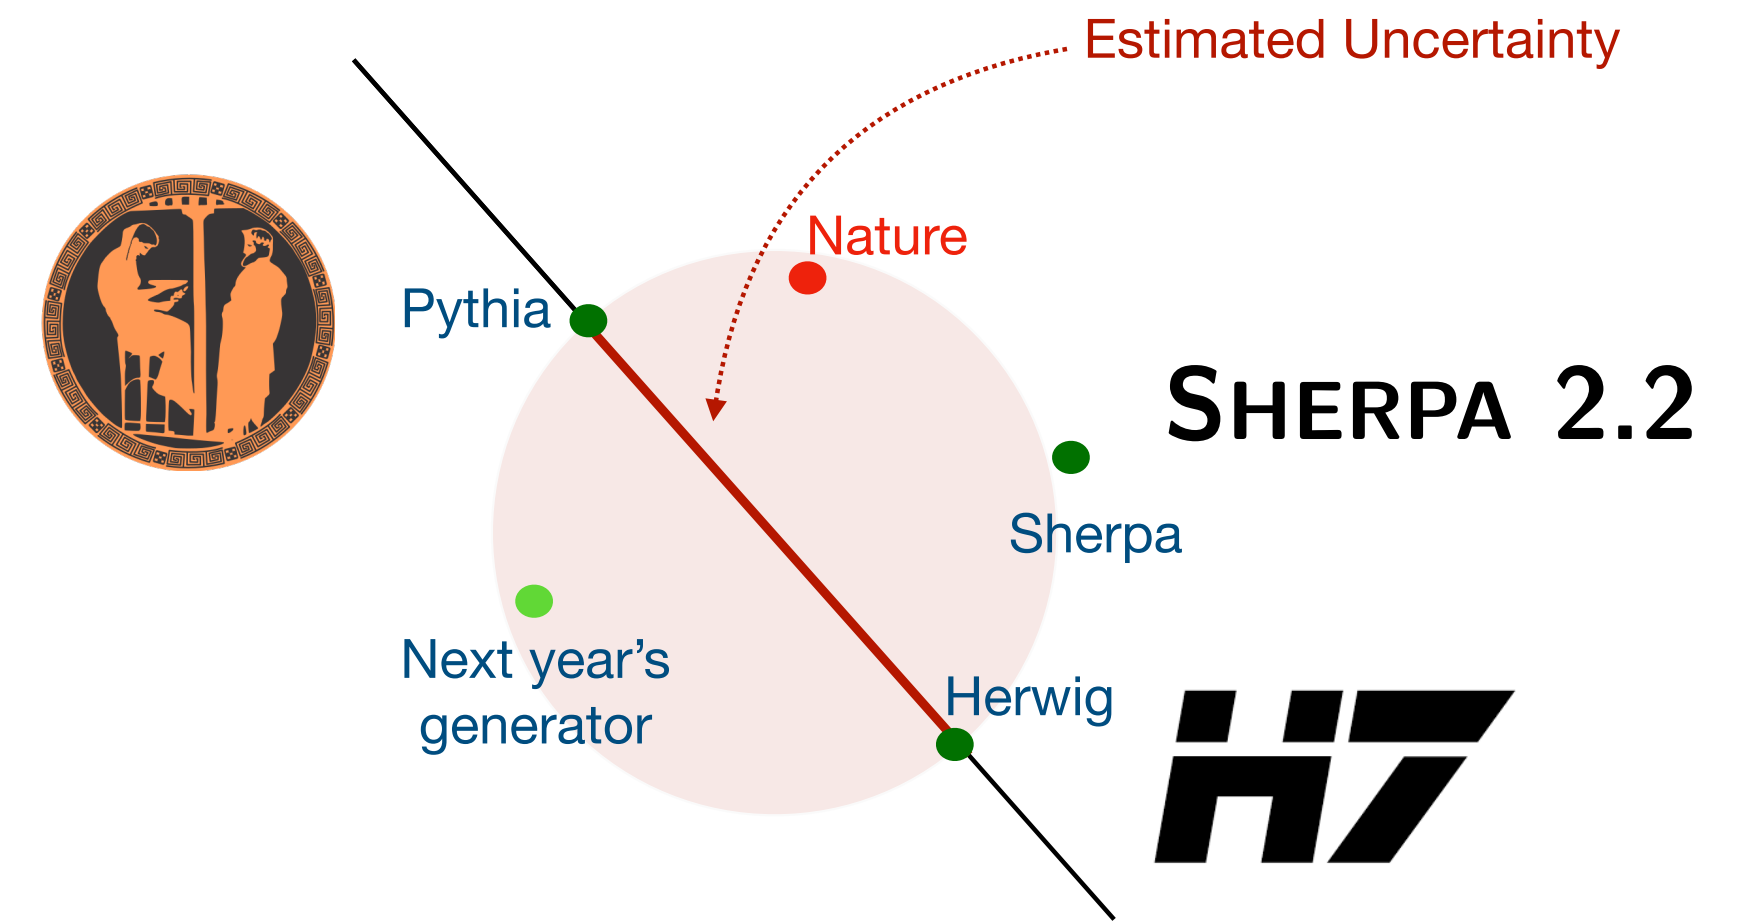 Estimated Uncertainty
Nature
Pythia
SHERPA 2.2
Sherpa
Next year’s
generator
Herwig
H7